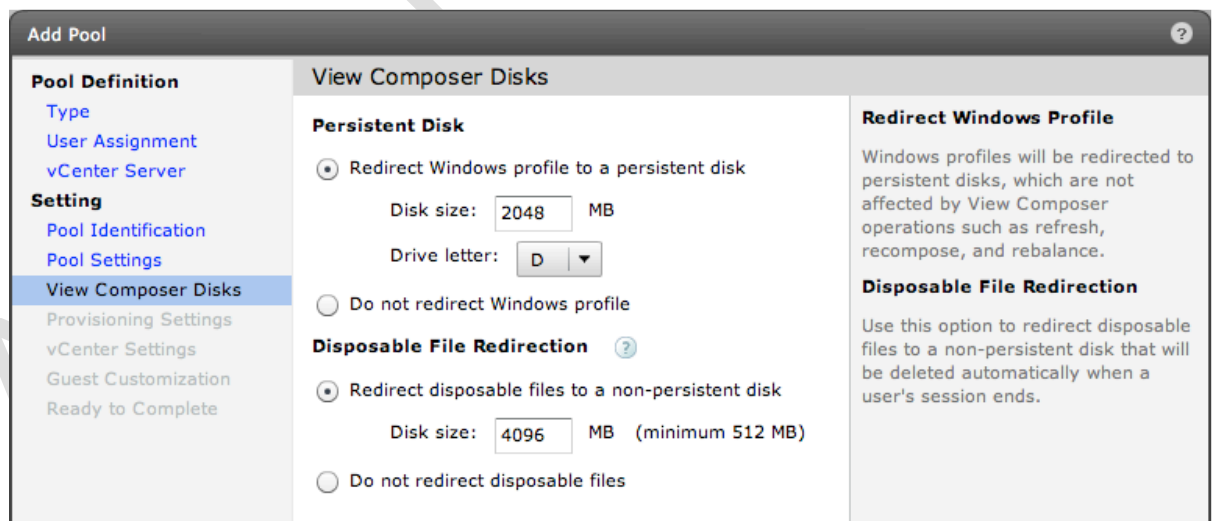 Add Pool
?
Pool Definition
Type
User Assignment
vCenter Server
Setting
Pool Identification
Pool Settings
View Composer Disks
Provisioning Settings
vCenter Settings
Guest Customization
Ready to Complete
View Composer Disks
Persistent Disk
Redirect Windows profile to a persistent disk
Disk size: 2048 MB
Drive letter: D
Do not redirect Windows profile
Disposable File Redirection ?
Redirect disposable files to a non-persistent disk
Disk size: 4096 MB (minimum 512 MB)
Do not redirect disposable files
Redirect Windows Profile
Windows profiles will be redirected to
persistent disks, which are not
affected by View Composer
operations such as refresh,
recompose, and rebalance.
Disposable File Redirection
Use this option to redirect disposable
files to a non-persistent disk that will
be deleted automatically when a
user's session ends.